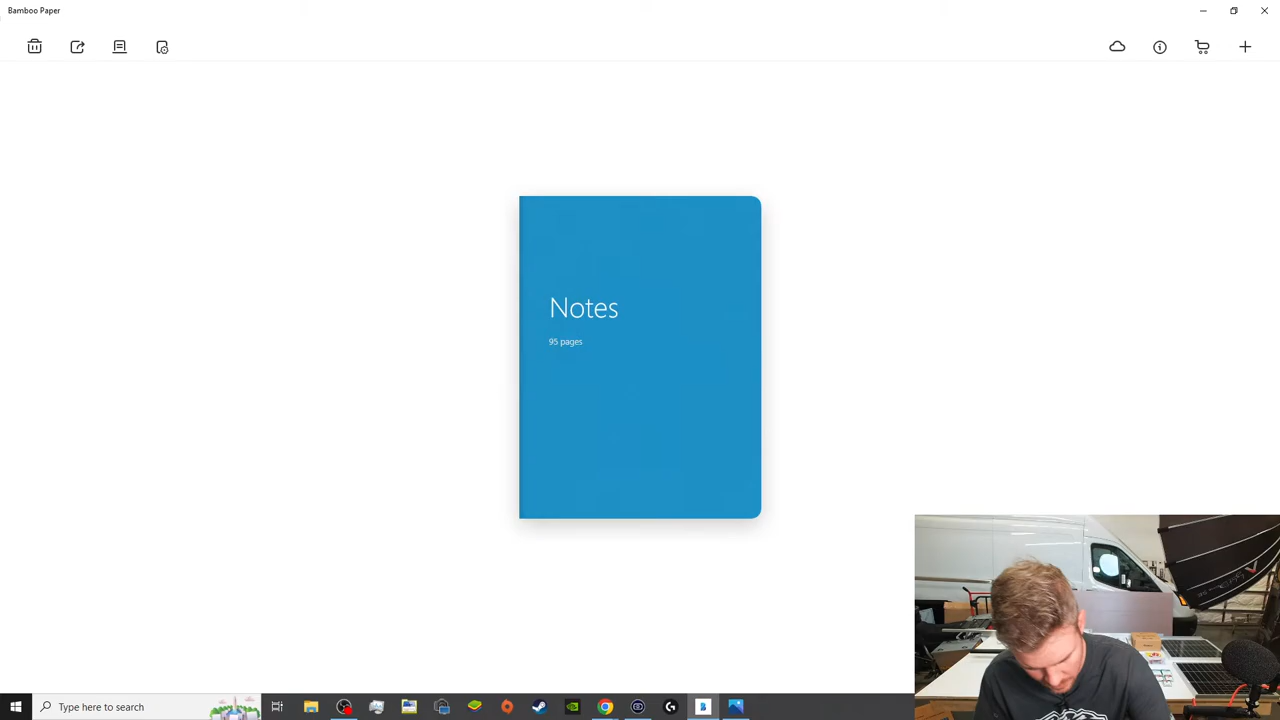 Bamboo Paper
Notes
95 pages
Type here to search